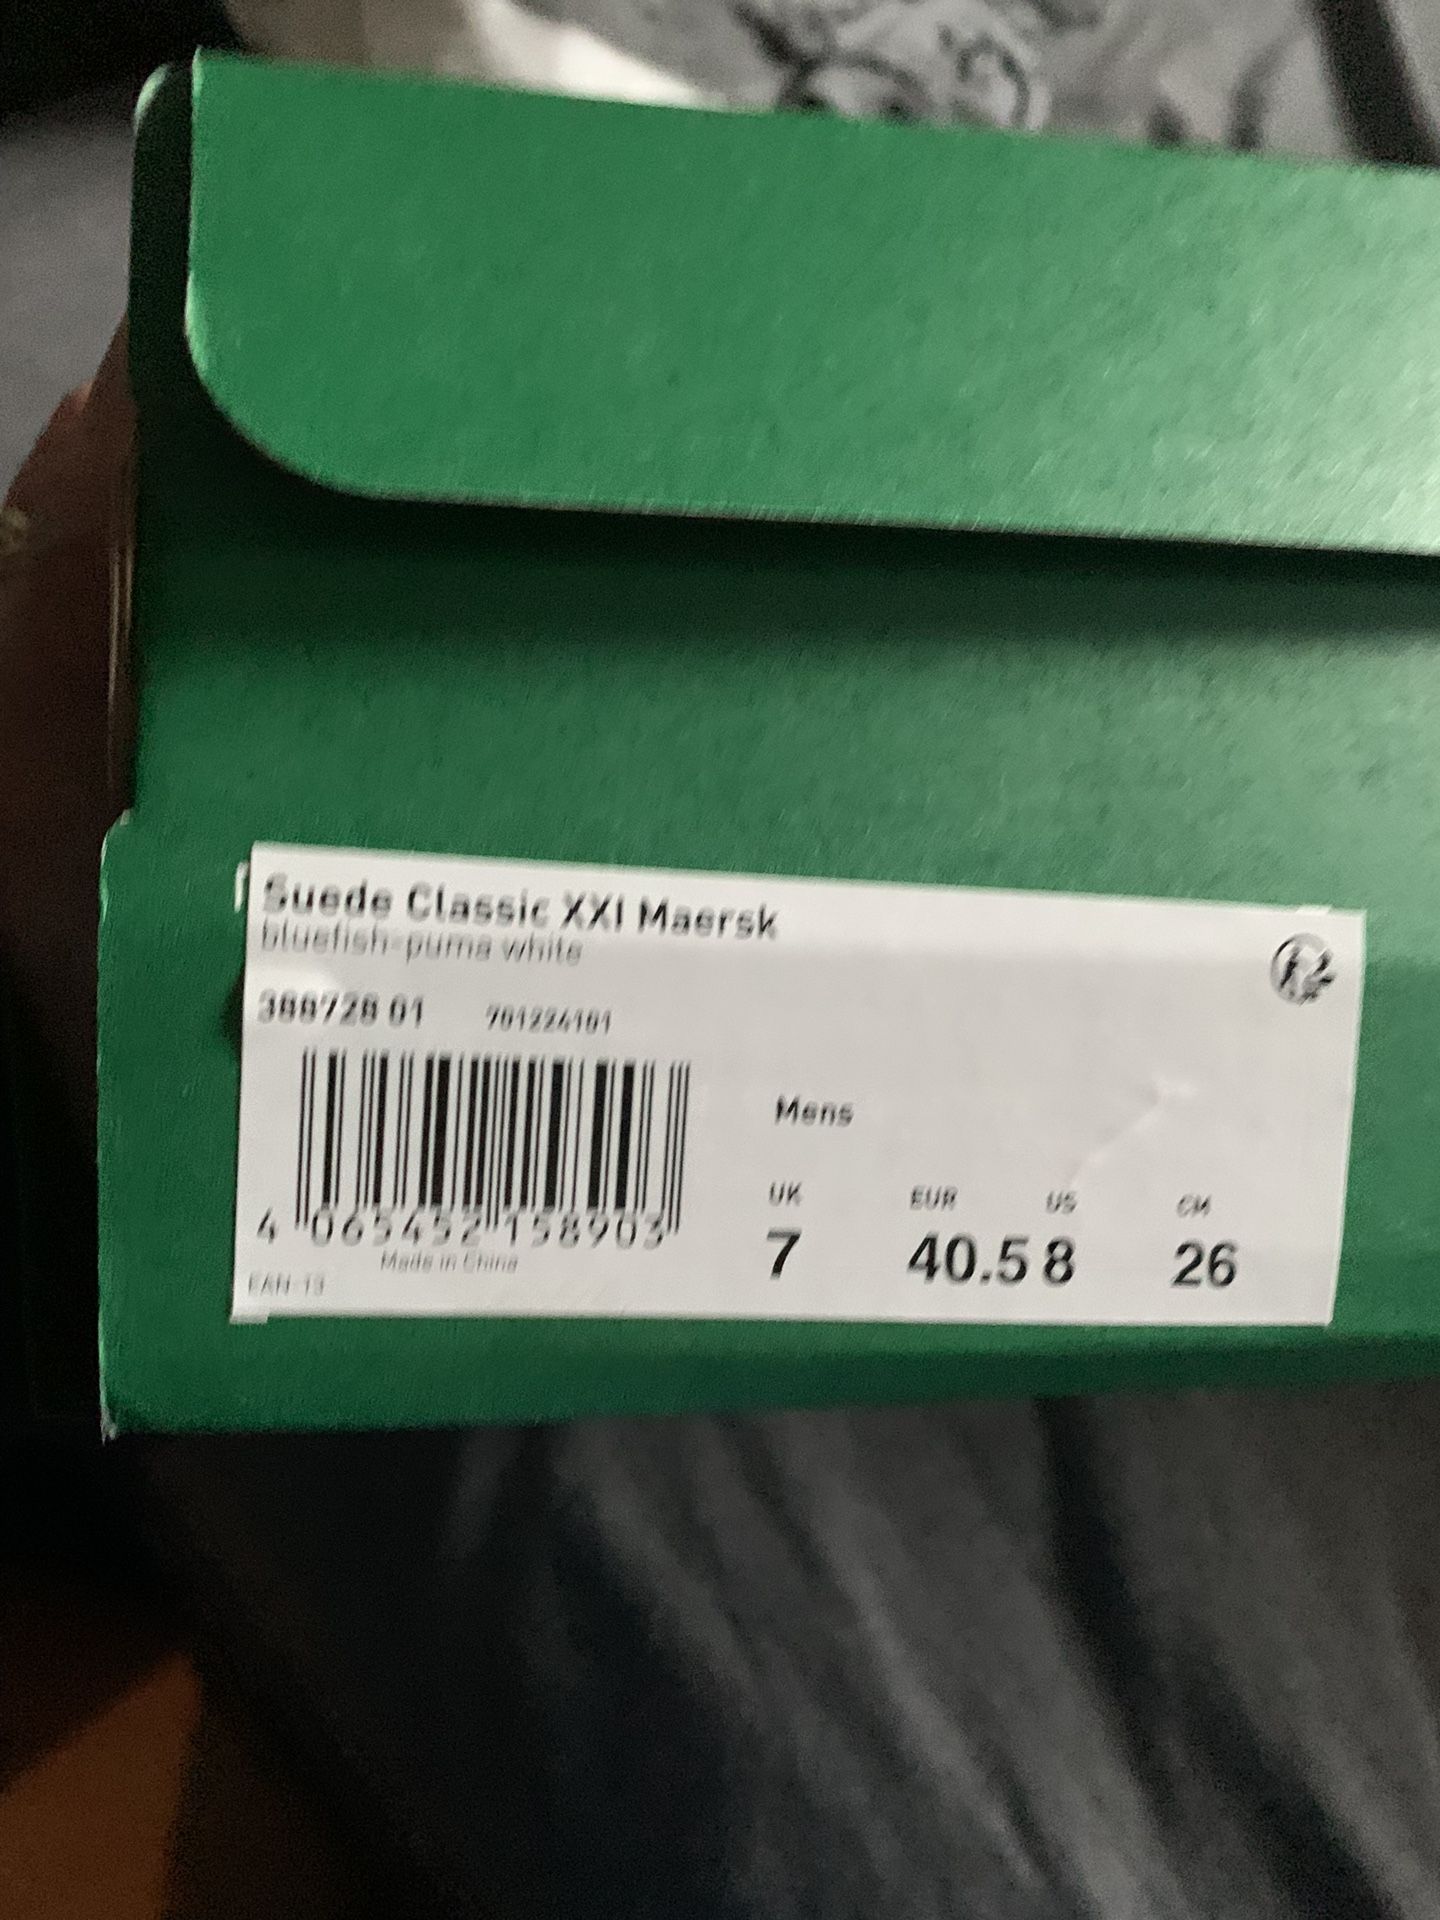 Suede Classic XXI Maersk
bluefish-puma white
388728 01 701224101
Mens
UK EUR US CM
7 40.5 8 26
4 065452 158903
Made in China
EAN-13